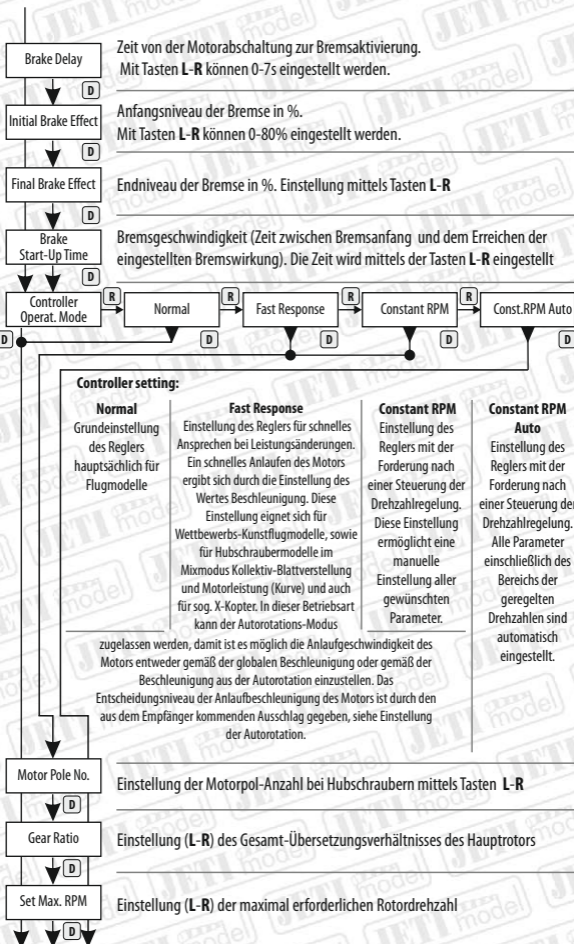 Brake Delay
Zeit von der Motorabschaltung zur Bremsaktivierung.
Mit Tasten L-R können 0-7s eingestellt werden.
D
Initial Brake Effect
Anfangsniveau der Bremse in %.
Mit Tasten L-R können 0-80% eingestellt werden.
D
Final Brake Effect
Endniveau der Bremse in %. Einstellung mittels Tasten L-R
D
Brake
Start-Up Time
Bremsgeschwindigkeit (Zeit zwischen Bremsanfang und dem Erreichen der
eingestellten Bremswirkung). Die Zeit wird mittels der Tasten L-R eingestellt
D
Controller
Operat. Mode
R
Normal
R
Fast Response
R
Constant RPM
R
Const.RPM Auto
D
D
D
D
D
Controller setting:
Normal
Grundeinstellung
des Reglers
hauptsächlich für
Flugmodelle
Fast Response
Einstellung des Reglers für schnelles
Ansprechen bei Leistungsänderungen.
Ein schnelles Anlaufen des Motors
ergibt sich durch die Einstellung des
Wertes Beschleunigung. Diese
Einstellung eignet sich für
Wettbewerbs-Kunstflugmodelle, sowie
für Hubschraubermodelle im
Mixmodus Kollektiv-Blattverstellung
und Motorleistung (Kurve) und auch
für sog. X-Kopter. In dieser Betriebsart
kann der Autorotations-Modus
zugelassen werden, damit ist es möglich die Anlaufgeschwindigkeit des
Motors entweder gemäß der globalen Beschleunigung oder gemäß der
Beschleunigung aus der Autorotation einzustellen. Das
Entscheidungsniveau der Anlaufbeschleunigung des Motors ist durch den
aus dem Empfänger kommenden Ausschlag gegeben, siehe Einstellung
der Autorotation.
Constant RPM
Einstellung des
Reglers mit der
Forderung nach
einer Steuerung der
Drehzahlregelung.
Diese Einstellung
ermöglicht eine
manuelle
Einstellung aller
gewünschten
Parameter.
Constant RPM
Auto
Einstellung des
Reglers mit der
Forderung nach
einer Steuerung der
Drehzahlregelung.
Alle Parameter
einschließlich des
Bereichs der
geregelten
Drehzahlen sind
automatisch
eingestellt.
Motor Pole No.
Einstellung der Motorpol-Anzahl bei Hubschraubern mittels Tasten L-R
D
Gear Ratio
Einstellung (L-R) des Gesamt-Übersetzungsverhältnisses des Hauptrotors
D
Set Max. RPM
Einstellung (L-R) der maximal erforderlichen Rotordrehzahl
D